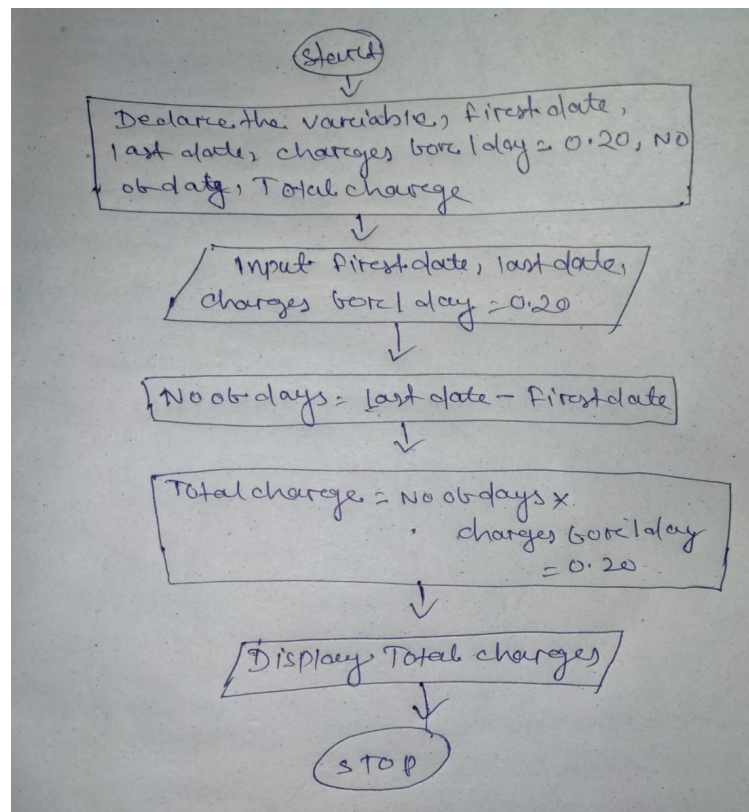 Start
Declare the variable, first date,
last date, charges for 1 day = 0.20, NO
of date, Total charge
Input first date, last date,
charges for 1 day = 0.20
No of days = Last date - First date
Total charge = No of days ×
charges for 1 day
= 0.20
Display Total charges
STOP